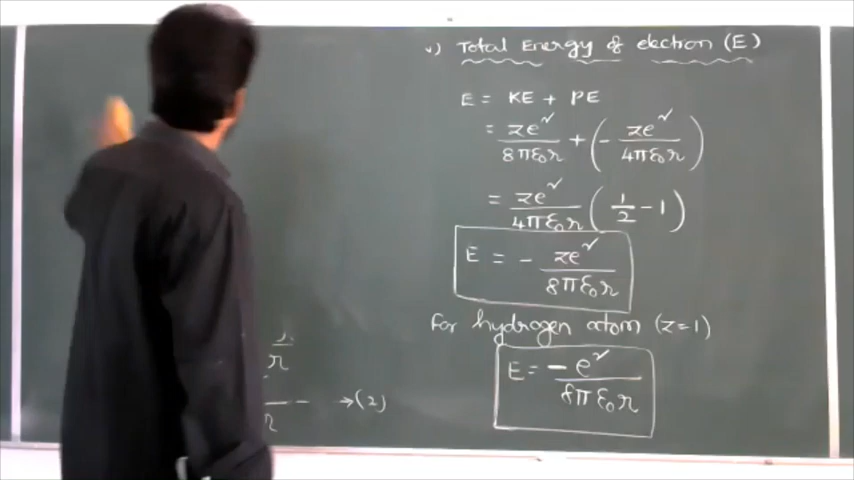 v) Total Energy of election (E)
E = KE + PE
= ze²/8πε₀r + (- ze²/4πε₀r)
= ze²/4πε₀r (1/2 - 1)
E = - ze²/8πε₀r
For hydrogen atom (z=1)
E = -e²/8πε₀r
r
r → (2)